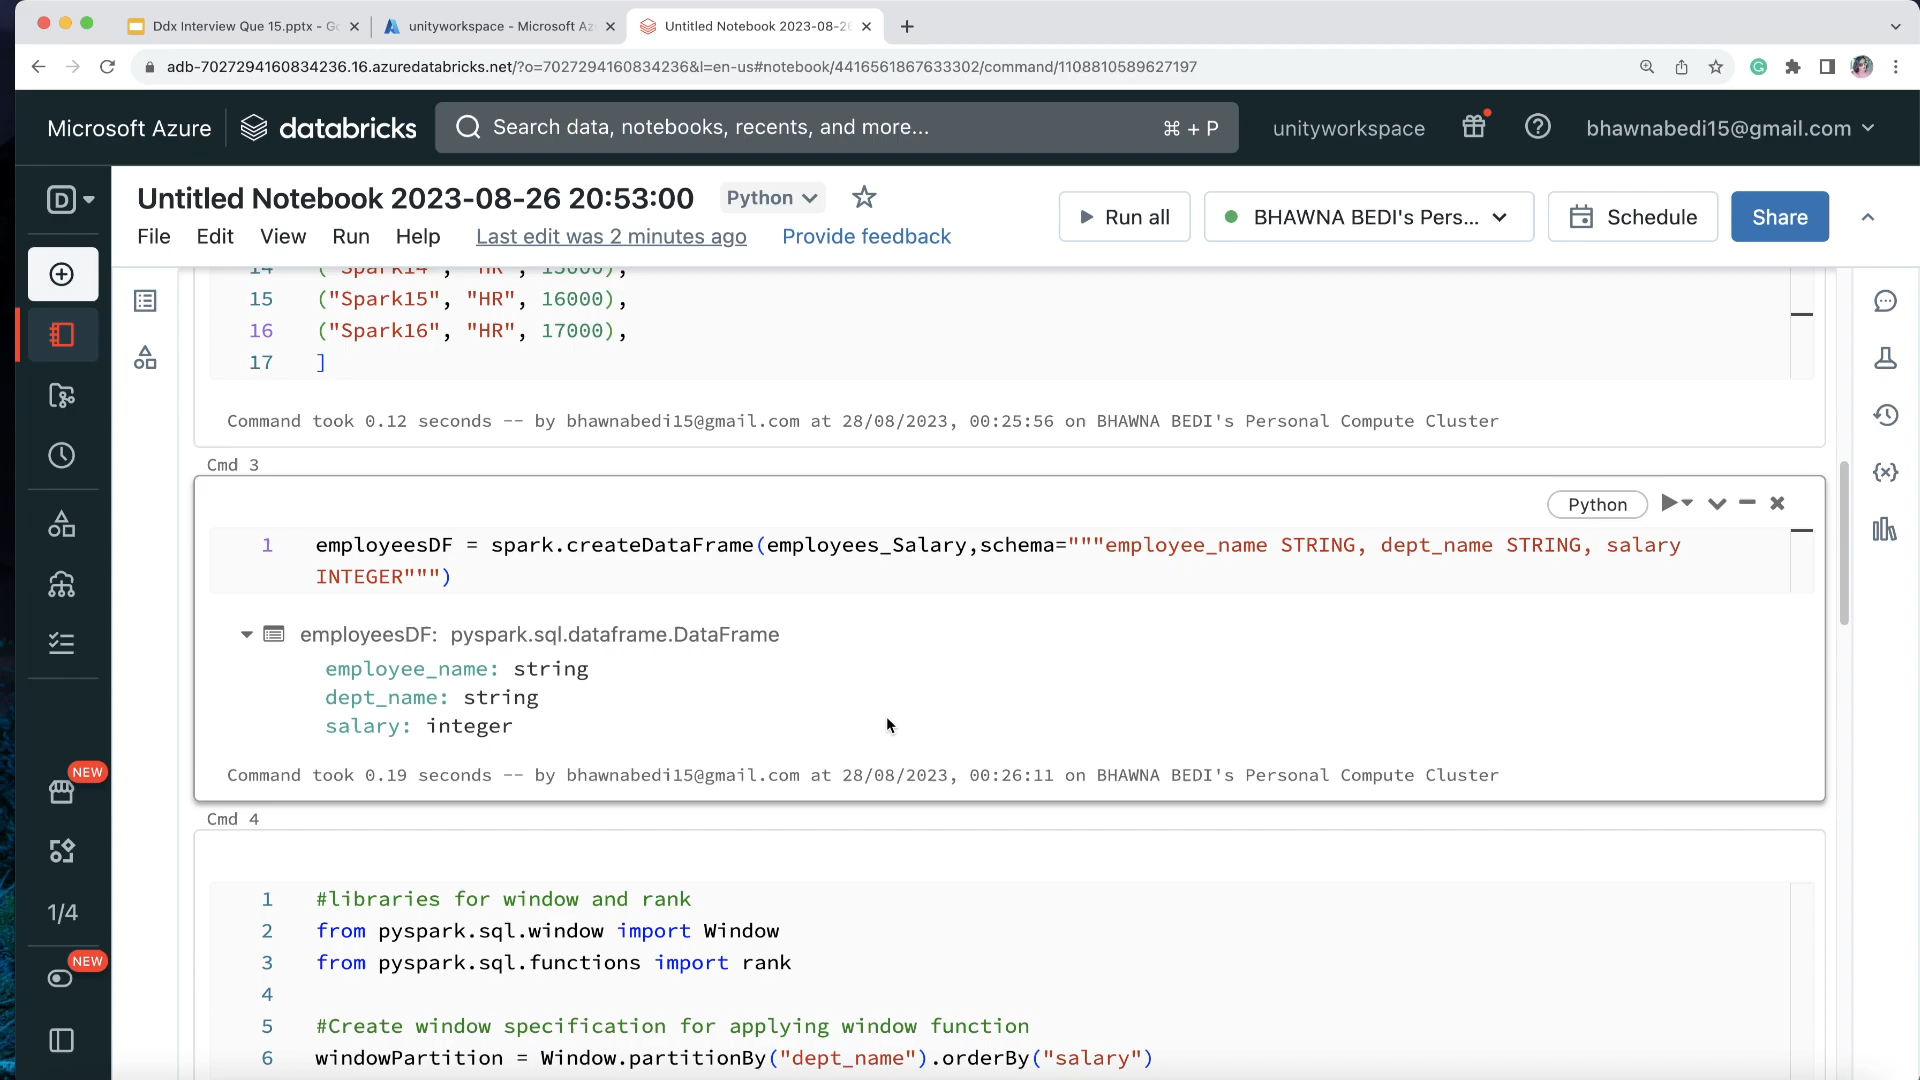 Ddx Interview Que 15.pptx - G
unityworkspace - Microsoft Az
Untitled Notebook 2023-08-26
adb-7027294160834236.16.azuredatabricks.net/?o=7027294160834236&l=en-us#notebook/4416561867633302/command/1108810589627197
Microsoft Azure
databricks
Search data, notebooks, recents, and more...
⌘ + P
unityworkspace
bhawnabedi15@gmail.com
D
Untitled Notebook 2023-08-26 20:53:00
Python
Run all
BHAWNA BEDI's Pers...
Schedule
Share
File Edit View Run Help Last edit was 2 minutes ago Provide feedback
14 ("Spark14", "HR", 15000),
15 ("Spark15", "HR", 16000),
16 ("Spark16", "HR", 17000),
17 ]
Command took 0.12 seconds -- by bhawnabedi15@gmail.com at 28/08/2023, 00:25:56 on BHAWNA BEDI's Personal Compute Cluster
Cmd 3
Python
1 employeesDF = spark.createDataFrame(employees_Salary,schema="""employee_name STRING, dept_name STRING, salary
INTEGER""")
employeesDF: pyspark.sql.dataframe.DataFrame
employee_name: string
dept_name: string
salary: integer
Command took 0.19 seconds -- by bhawnabedi15@gmail.com at 28/08/2023, 00:26:11 on BHAWNA BEDI's Personal Compute Cluster
Cmd 4
1 #libraries for window and rank
2 from pyspark.sql.window import Window
3 from pyspark.sql.functions import rank
4
5 #Create window specification for applying window function
6 windowPartition = Window.partitionBy("dept_name").orderBy("salary")
NEW
1/4
NEW